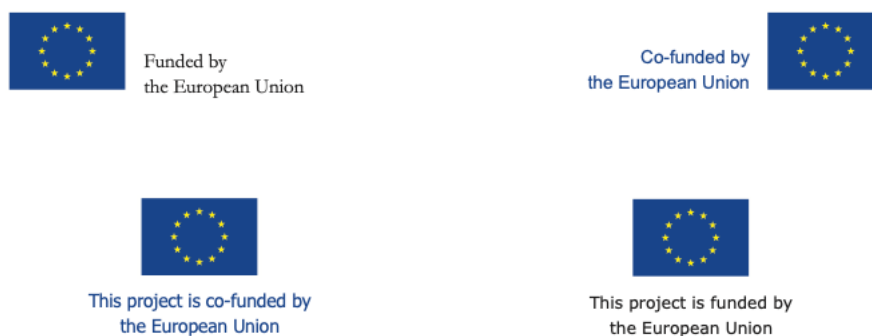 Funded by
the European Union
Co-funded by
the European Union
This project is co-funded by
the European Union
This project is funded by
the European Union